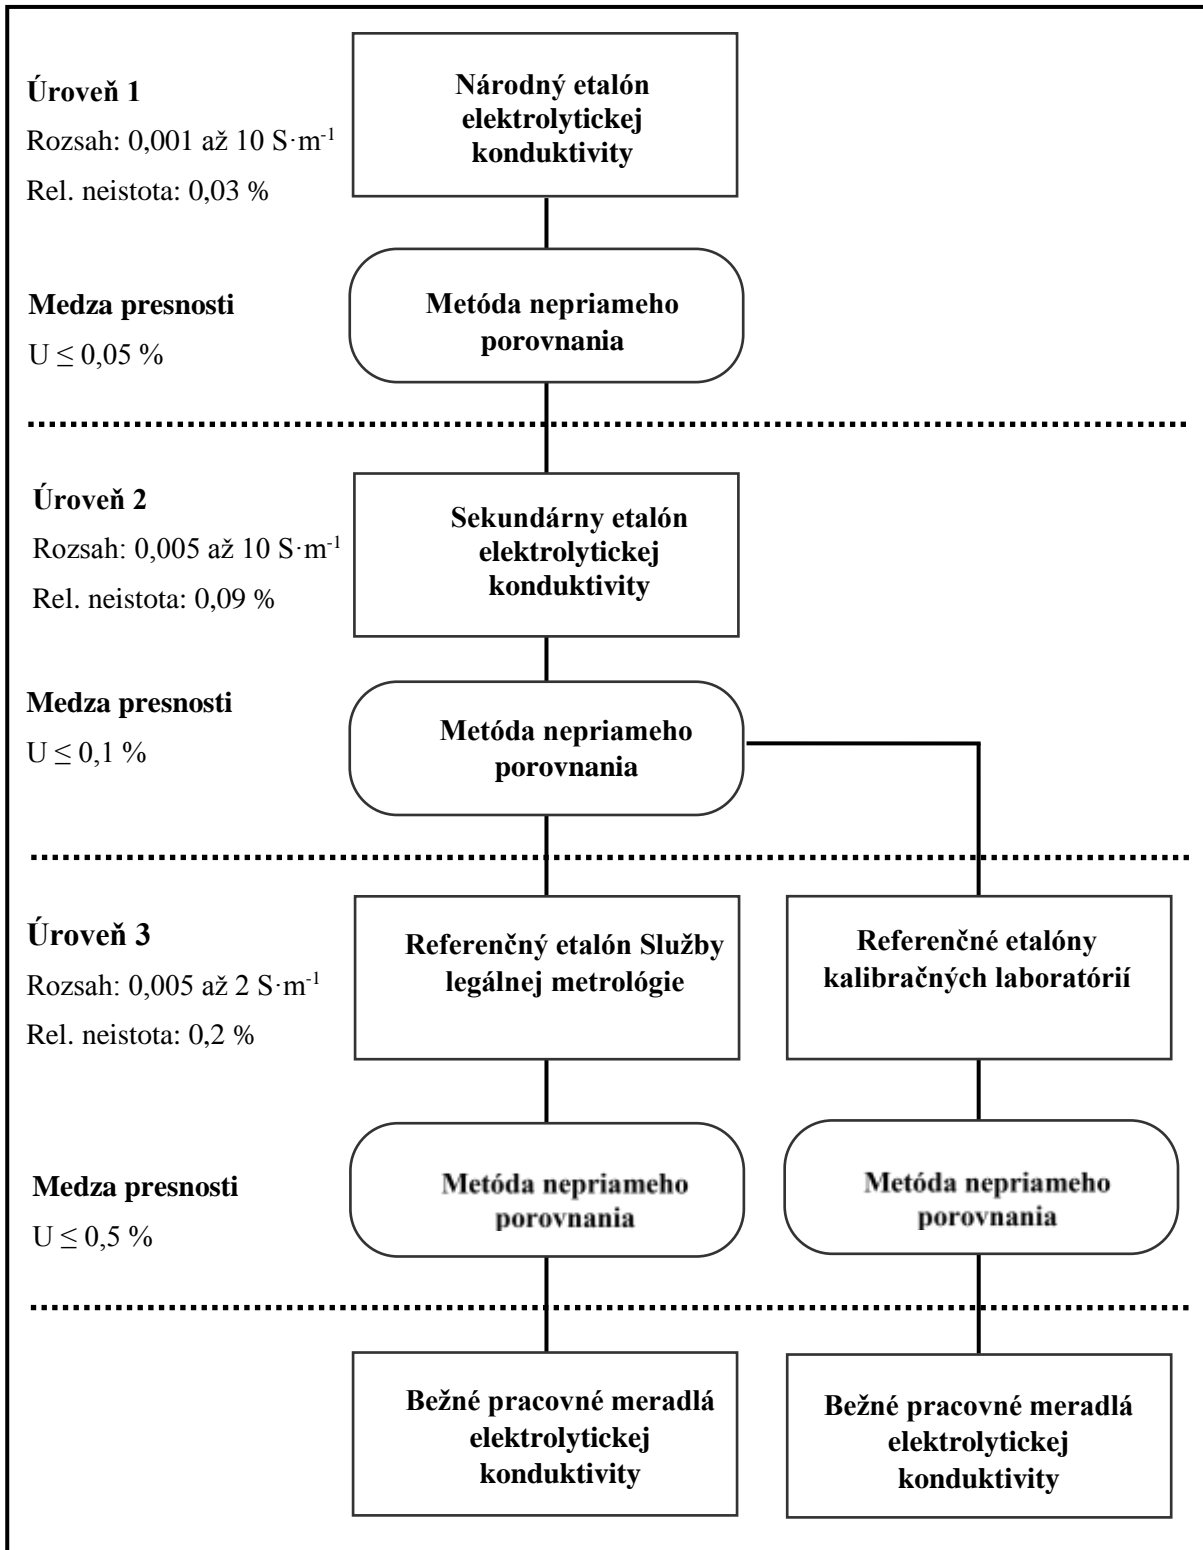 Úroveň 1
Rozsah: 0,001 až 10 S·m⁻¹
Rel. neistota: 0,03 %
Národný etalón
elektrolytickej
konduktivity
Medza presnosti
U ≤ 0,05 %
Metóda nepriameho
porovnania
Úroveň 2
Rozsah: 0,005 až 10 S·m⁻¹
Rel. neistota: 0,09 %
Sekundárny etalón
elektrolytickej
konduktivity
Medza presnosti
U ≤ 0,1 %
Metóda nepriameho
porovnania
Úroveň 3
Rozsah: 0,005 až 2 S·m⁻¹
Rel. neistota: 0,2 %
Referenčný etalón Služby
legálnej metrológie
Referenčné etalóny
kalibračných laboratórií
Medza presnosti
U ≤ 0,5 %
Metóda nepriameho
porovnania
Metóda nepriameho
porovnania
Bežné pracovné meradlá
elektrolytickej
konduktivity
Bežné pracovné meradlá
elektrolytickej
konduktivity